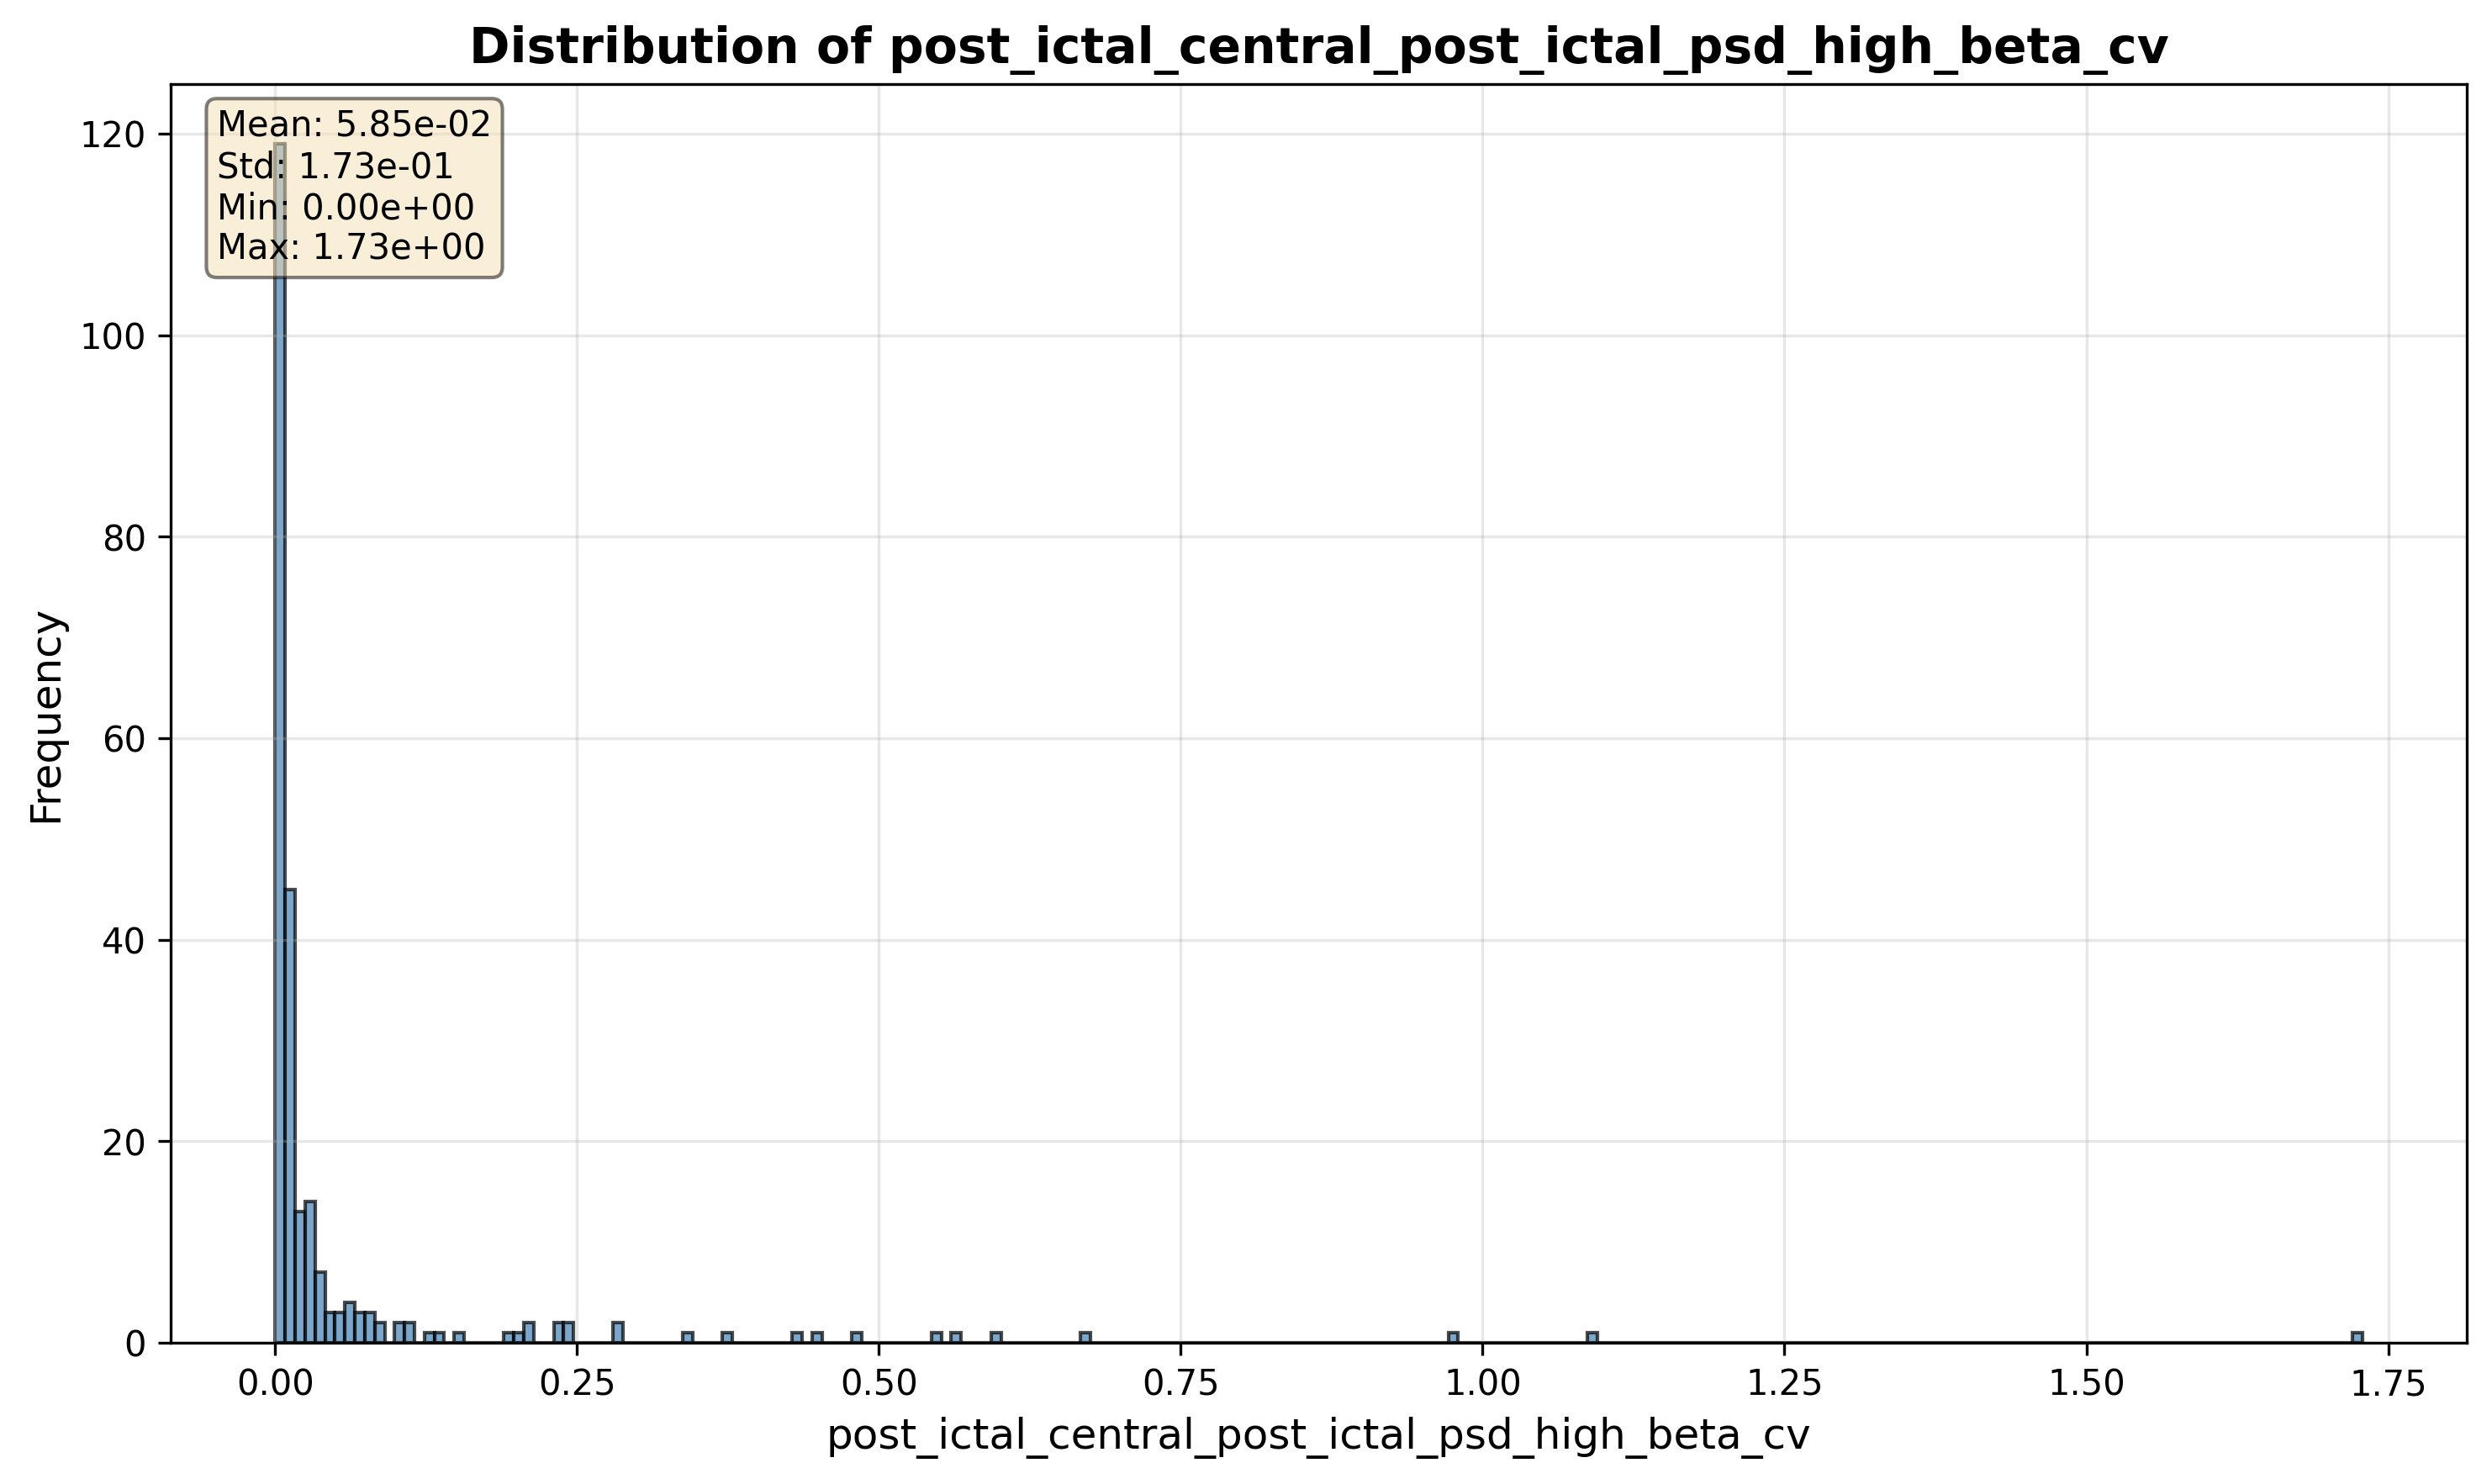 Distribution of post_ictal_central_post_ictal_psd_high_beta_cv
Mean: 5.85e-02
Std: 1.73e-01
Min: 0.00e+00
Max: 1.73e+00
120
100
80
60
40
20
0
Frequency
0.00 0.25 0.50 0.75 1.00 1.25 1.50 1.75
post_ictal_central_post_ictal_psd_high_beta_cv